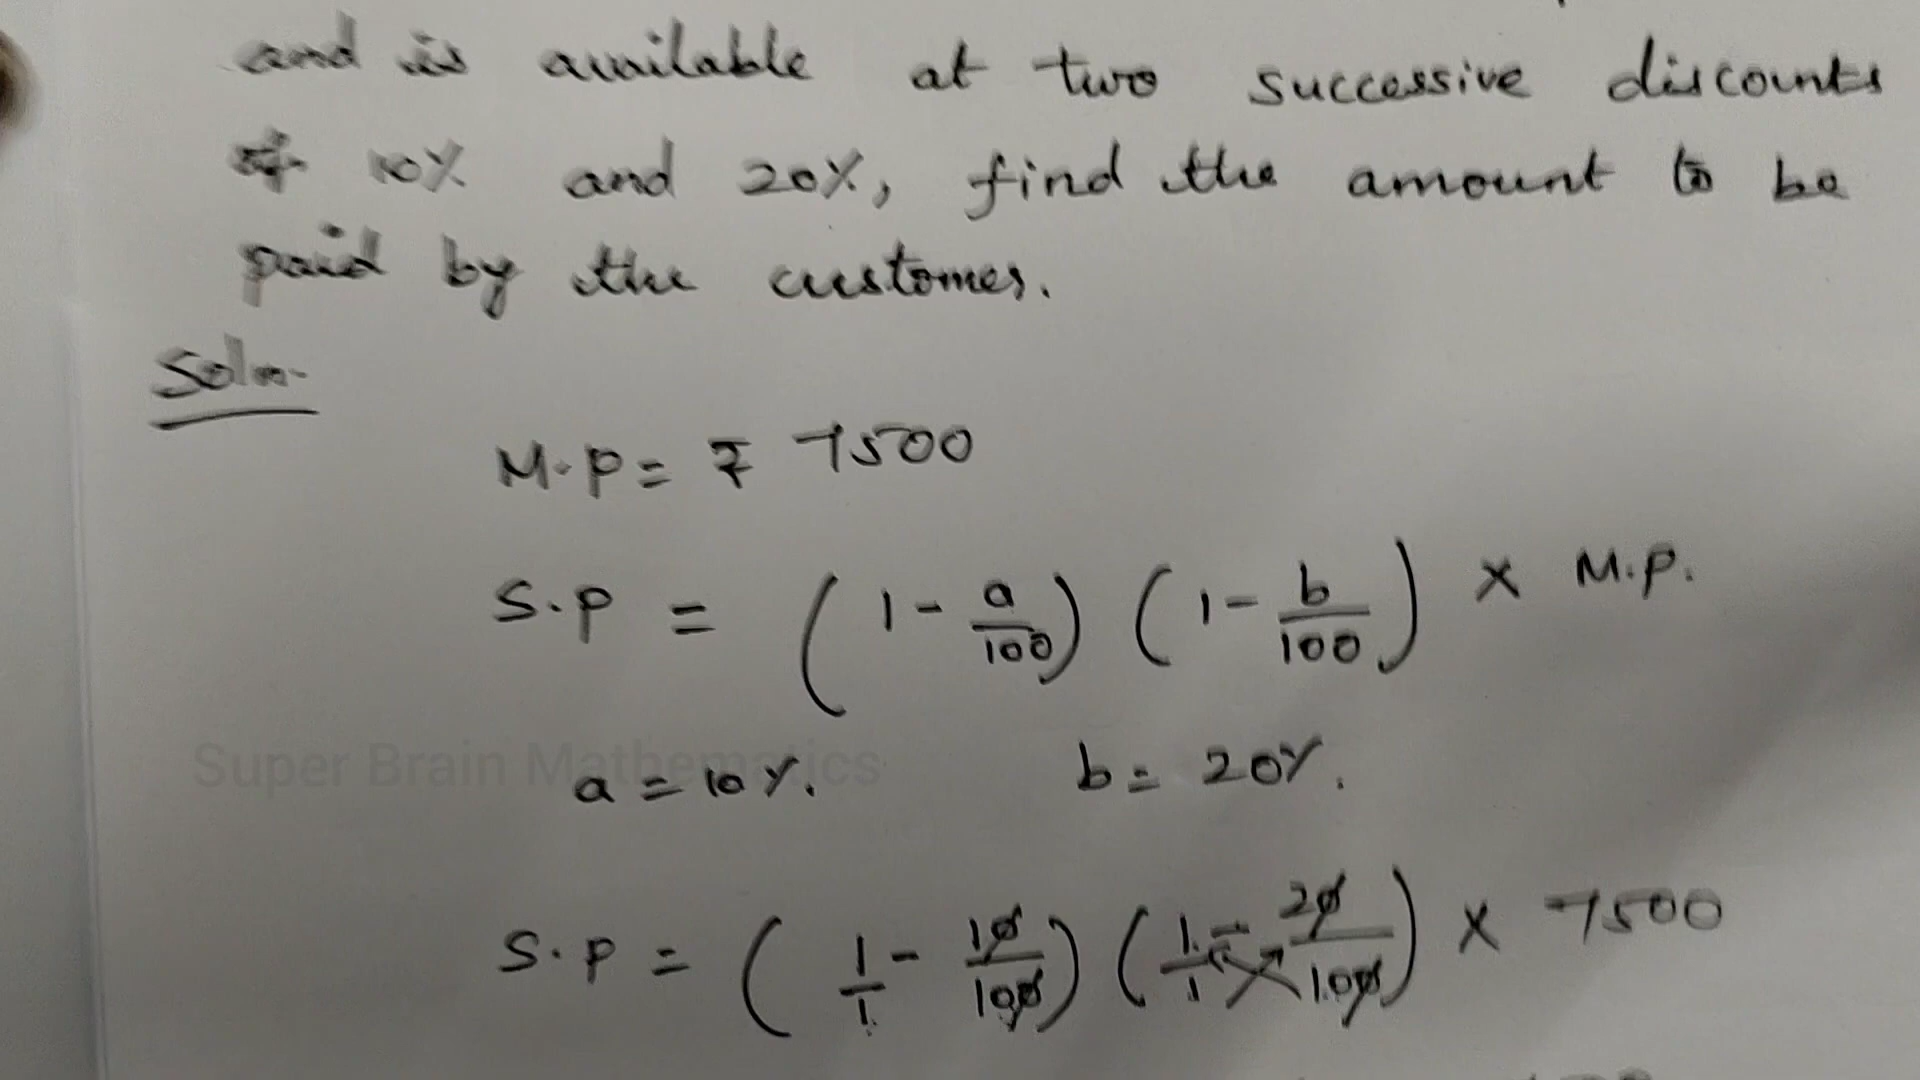 and is available at two successive discounts
of 10% and 20%, find the amount to be
paid by the customer.
Soln.
M.P = ₹ 7500
S.P = (1 - a/100) (1 - b/100) × M.P.
Super Brain Mathematics
a = 10%. b = 20%.
S.P = (1/1 - 10/100) (1/1 - 20/100) × 7500